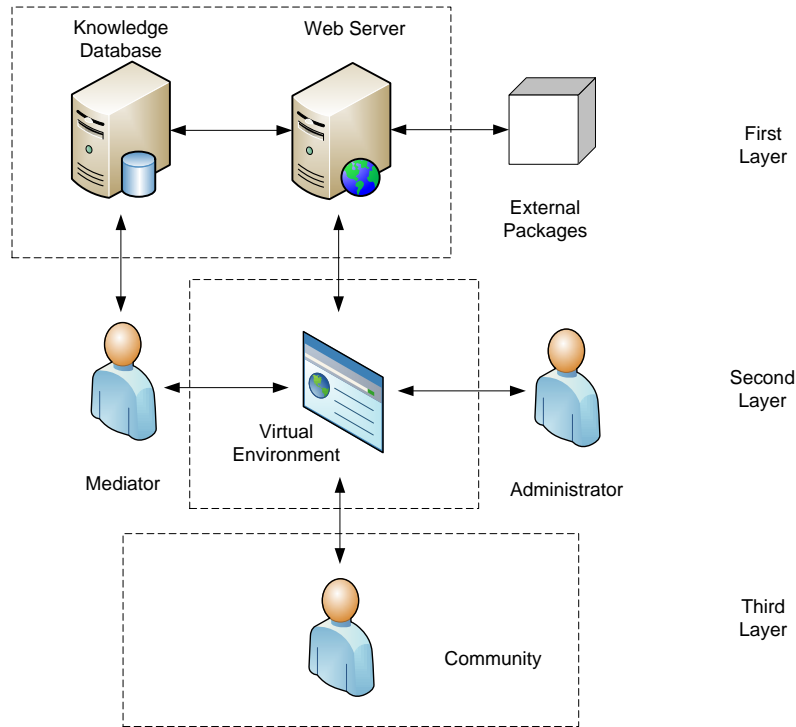 Knowledge
Database
Web Server
First
Layer
External
Packages
Second
Layer
Virtual
Environment
Mediator
Administrator
Third
Layer
Community